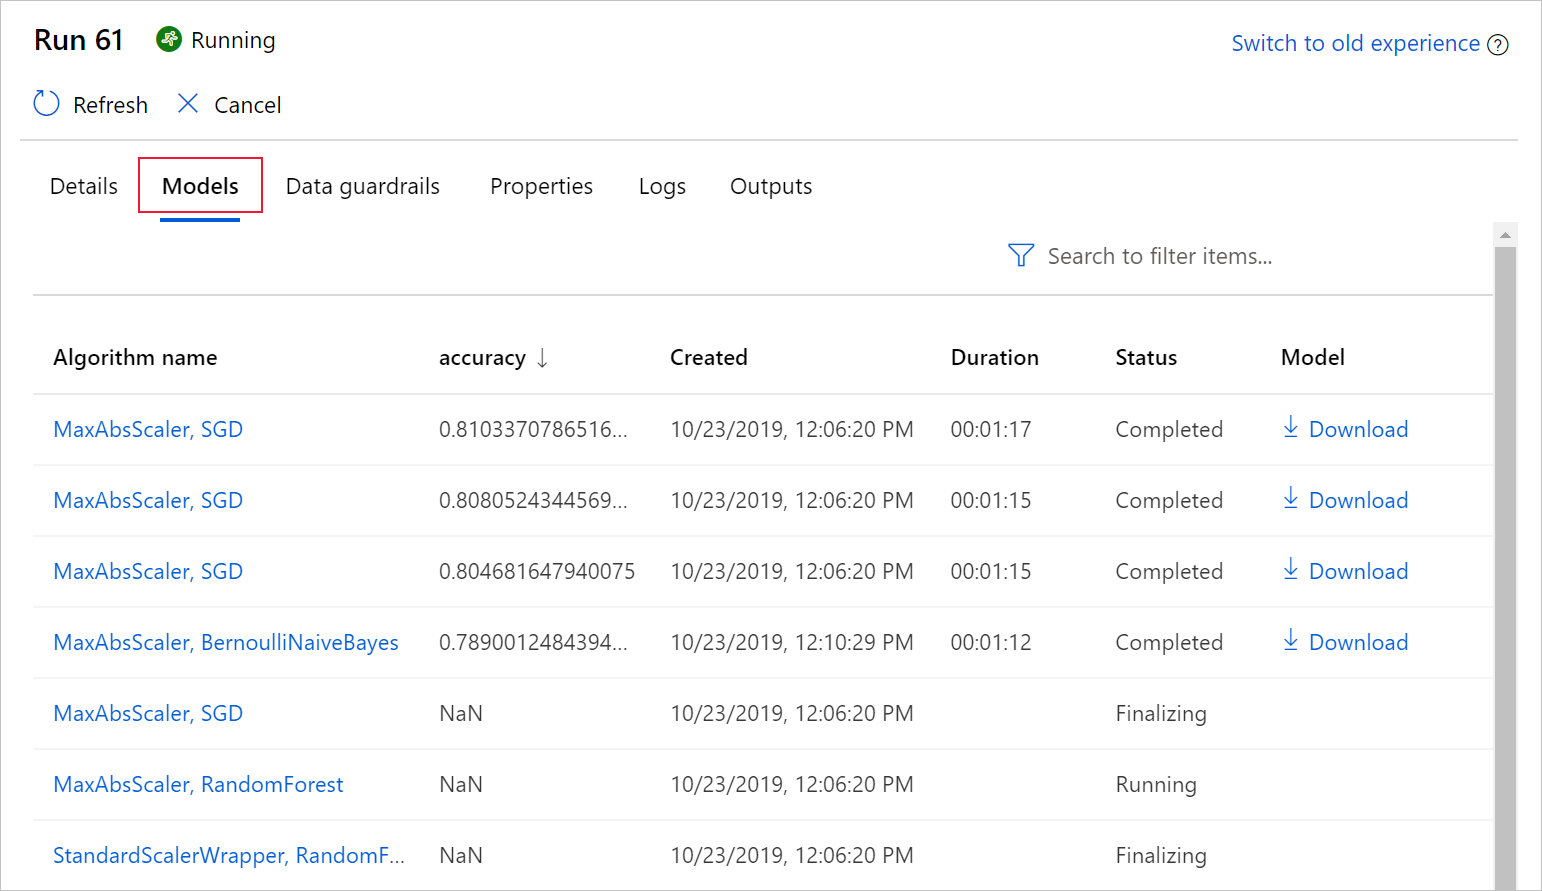 Run 61 Running
Switch to old experience ?
Refresh Cancel
Details Models Data guardrails Properties Logs Outputs
Search to filter items...
Algorithm name accuracy ↓ Created Duration Status Model
MaxAbsScaler, SGD 0.8103370786516... 10/23/2019, 12:06:20 PM 00:01:17 Completed Download
MaxAbsScaler, SGD 0.8080524344569... 10/23/2019, 12:06:20 PM 00:01:15 Completed Download
MaxAbsScaler, SGD 0.804681647940075 10/23/2019, 12:06:20 PM 00:01:15 Completed Download
MaxAbsScaler, BernoulliNaiveBayes 0.7890012484394... 10/23/2019, 12:10:29 PM 00:01:12 Completed Download
MaxAbsScaler, SGD NaN 10/23/2019, 12:06:20 PM Finalizing
MaxAbsScaler, RandomForest NaN 10/23/2019, 12:06:20 PM Running
StandardScalerWrapper, RandomF... NaN 10/23/2019, 12:06:20 PM Finalizing